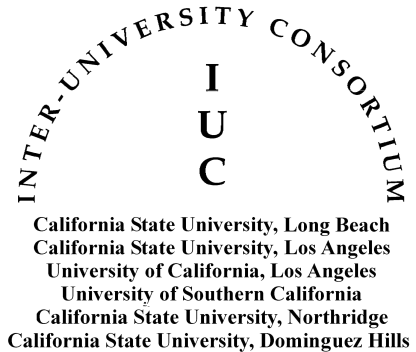 INTER-UNIVERSITY CONSORTIUM
I
U
C
California State University, Long Beach
California State University, Los Angeles
University of California, Los Angeles
University of Southern California
California State University, Northridge
California State University, Dominguez Hills